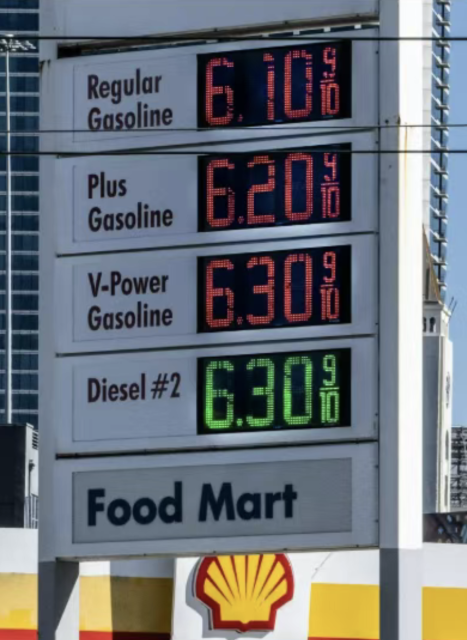 Regular
Gasoline
6.10 9/10
Plus
Gasoline
6.20 9/10
V-Power
Gasoline
6.30 9/10
Diesel #2
6.30 9/10
Food Mart